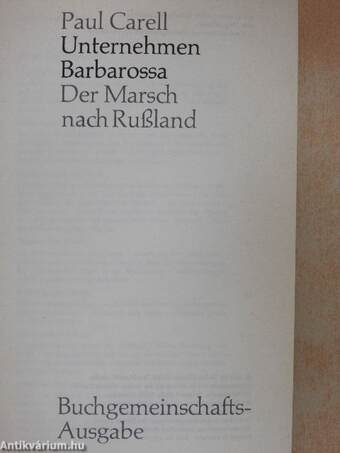 Paul Carell
Unternehmen
Barbarossa
Der Marsch
nach Rußland
Buchgemeinschafts-
Ausgabe
Antikvárium.hu